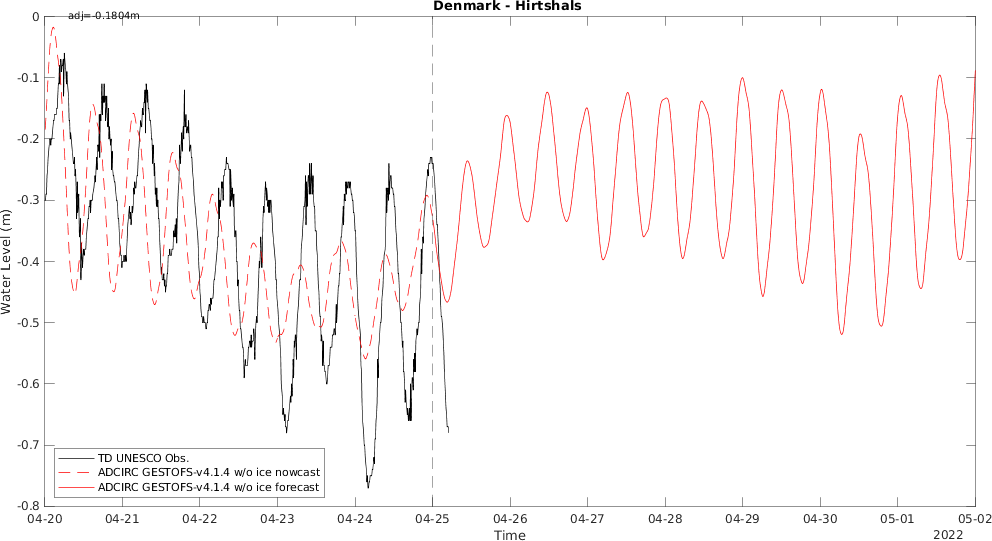 Denmark - Hirtshals
adj=-0.1804m
0
-0.1
-0.2
-0.3
-0.4
-0.5
-0.6
-0.7
-0.8
Water Level (m)
TD UNESCO Obs.
ADCIRC GESTOFS-v4.1.4 w/o ice nowcast
ADCIRC GESTOFS-v4.1.4 w/o ice forecast
04-20 04-21 04-22 04-23 04-24 04-25 04-26 04-27 04-28 04-29 04-30 05-01 05-02
Time
2022